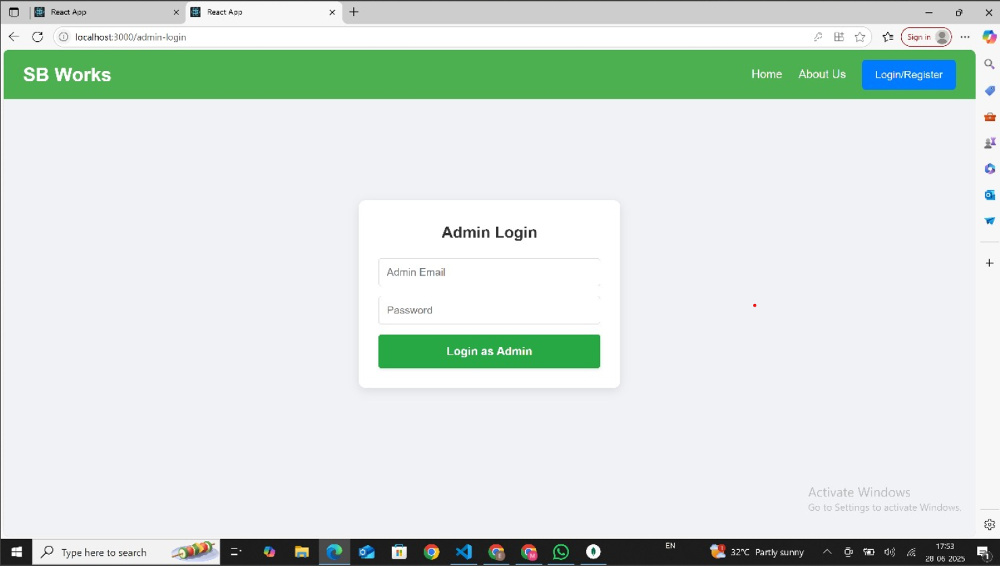 React App
React App
localhost:3000/admin-login
Sign in
SB Works
Home
About Us
Login/Register
Admin Login
Admin Email
Password
Login as Admin
Activate Windows
Go to Settings to activate Windows.
Type here to search
EN
32°C Partly sunny
17:53
28-06-2025
1